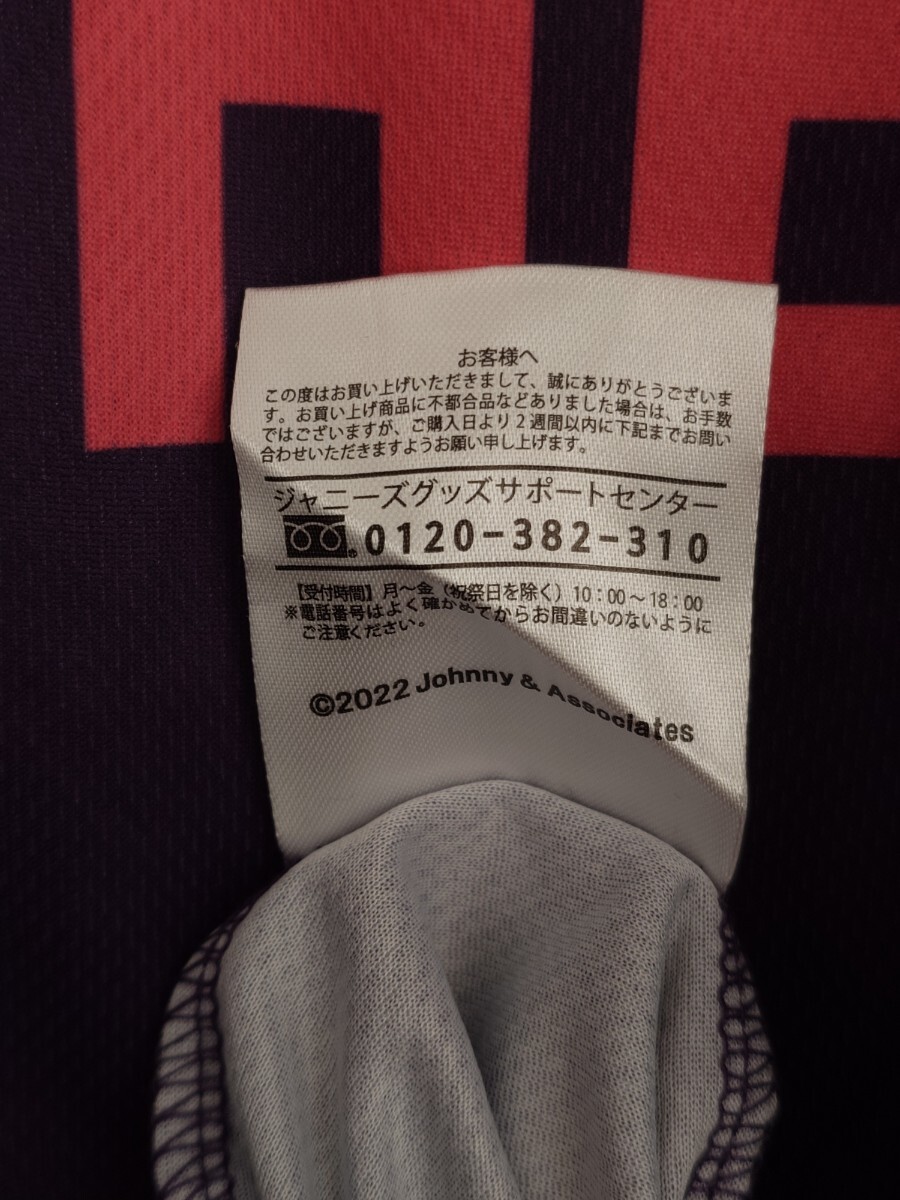 お客様へ
この度はお買い上げいただきまして、誠にありがとうございま
す。お買い上げ商品に不都合品などありました場合は、お手数
ではございますが、ご購入日より2週間以内に下記までお問い
合わせいただきますようお願い申し上げます。
ジャニーズグッズサポートセンター
0120-382-310
【受付時間】月〜金（祝祭日を除く）10：00〜18：00
※電話番号はよく確かめてからお間違いのないように
ご注意ください。
©2022 Johnny & Associates